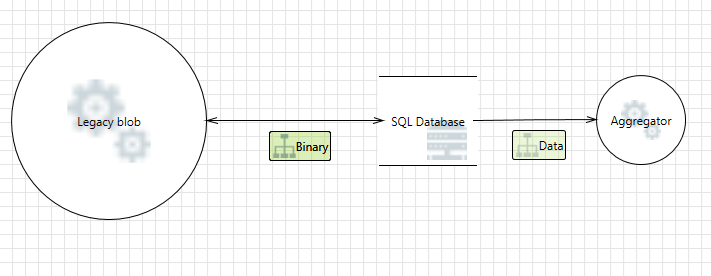 Legacy blob
Binary
SQL Database
Data
Aggregator